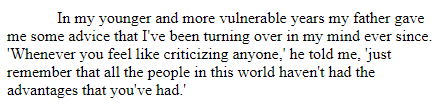 In my younger and more vulnerable years my father gave
me some advice that I've been turning over in my mind ever since.
'Whenever you feel like criticizing anyone,' he told me, 'just
remember that all the people in this world haven't had the
advantages that you've had.'